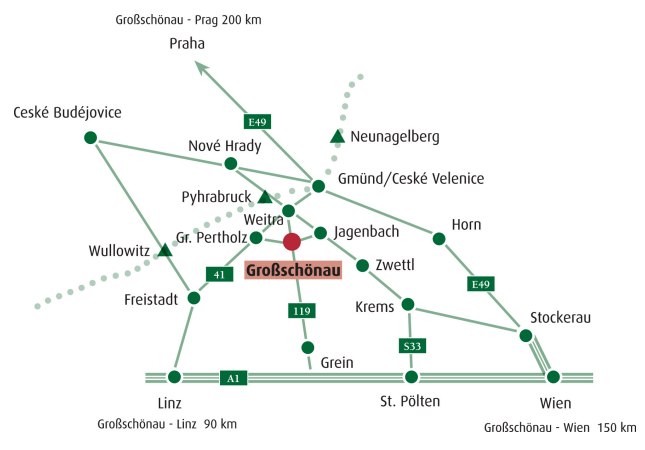 Großschönau - Prag 200 km
Praha
Ceské Budéjovice
E49
Neunagelberg
Nové Hrady
Gmünd/Ceské Velenice
Pyhrabruck
Weitra
Horn
Gr. Pertholz
Jagenbach
Wullowitz
Großschönau
Zwettl
41
E49
Freistadt
119
Krems
Stockerau
S33
Grein
A1
Linz
St. Pölten
Wien
Großschönau - Linz 90 km
Großschönau - Wien 150 km